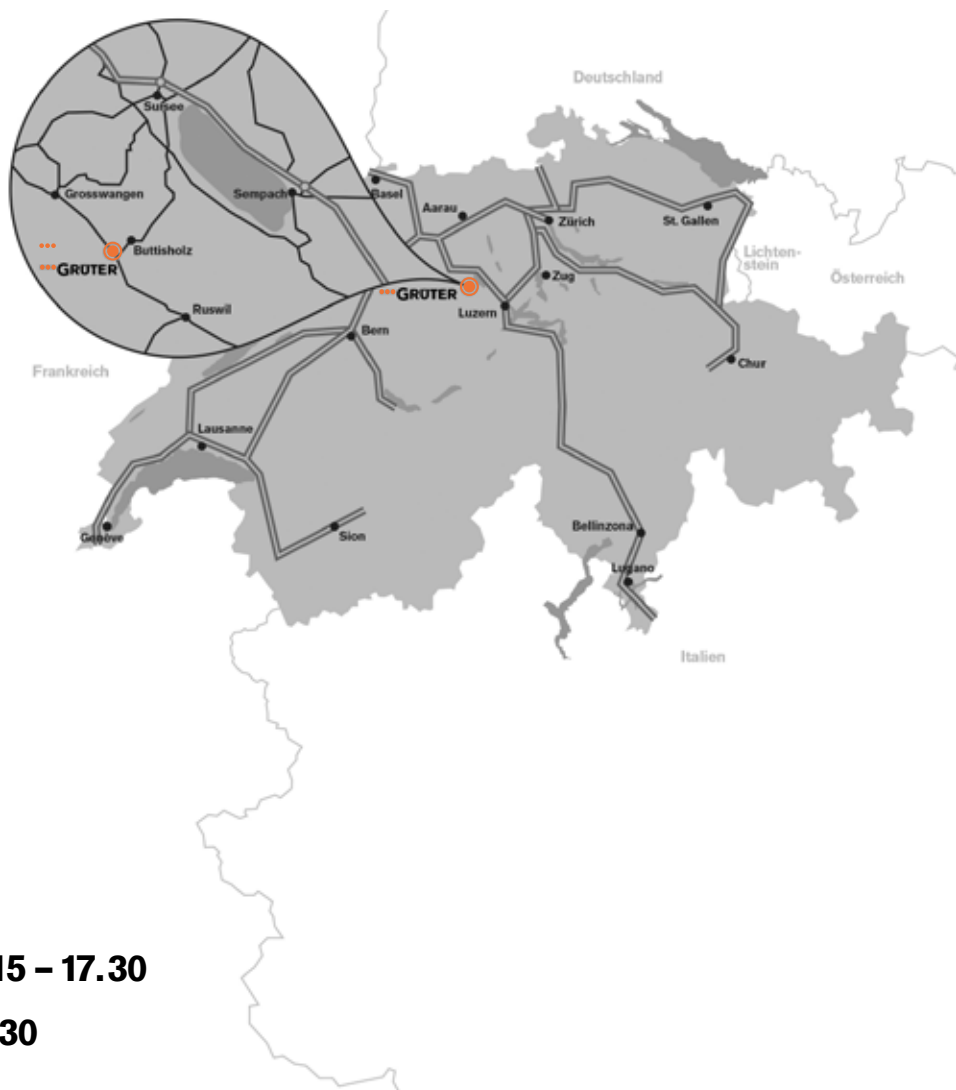 Deutschland
Sursee
Sempach
Grosswangen
Buttisholz
GRÜTER
Ruswil
Basel
Aarau
Zürich
St. Gallen
Lichten-
stein
Österreich
Zug
GRÜTER
Luzern
Bern
Chur
Frankreich
Lausanne
Genève
Sion
Bellinzona
Lugano
Italien
15 – 17.30
30